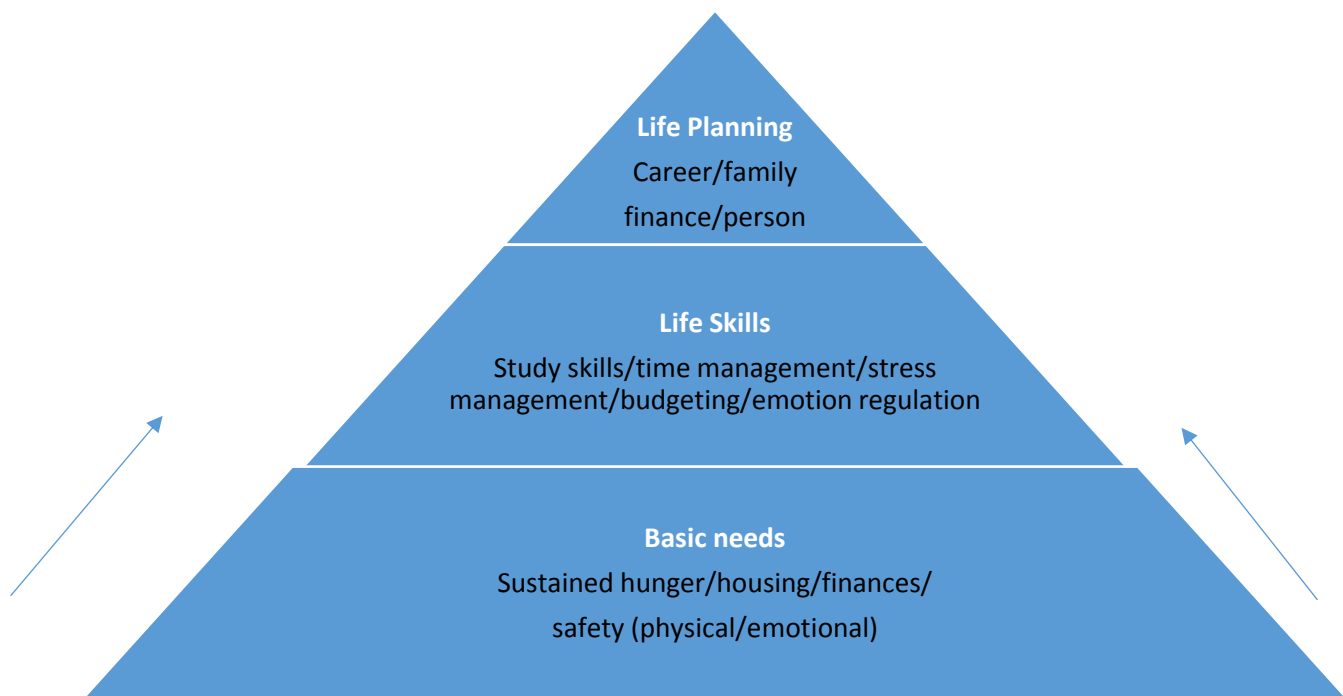 Life Planning
Career/family
finance/person
Life Skills
Study skills/time management/stress
management/budgeting/emotion regulation
Basic needs
Sustained hunger/housing/finances/
safety (physical/emotional)